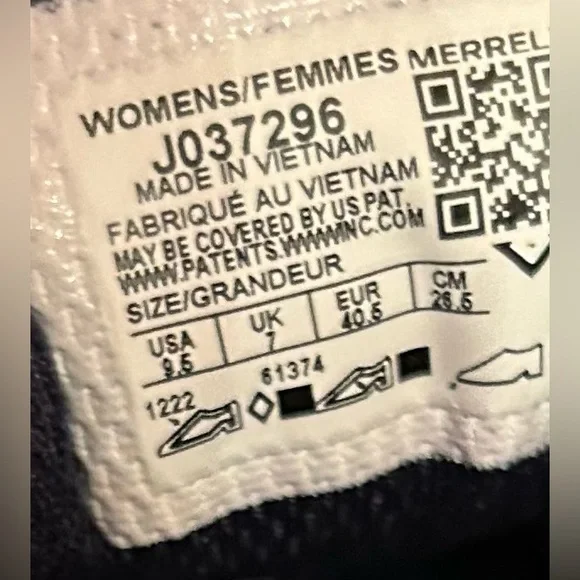 WOMENS/FEMMES MERREL
J037296
MADE IN VIETNAM
FABRIQUÉ AU VIETNAM
MAY BE COVERED BY US PAT.
WWW.PATENTS.WWWINC.COM
SIZE/GRANDEUR
USA UK EUR CM
9.5 7 40.5 26.5
1222 61374